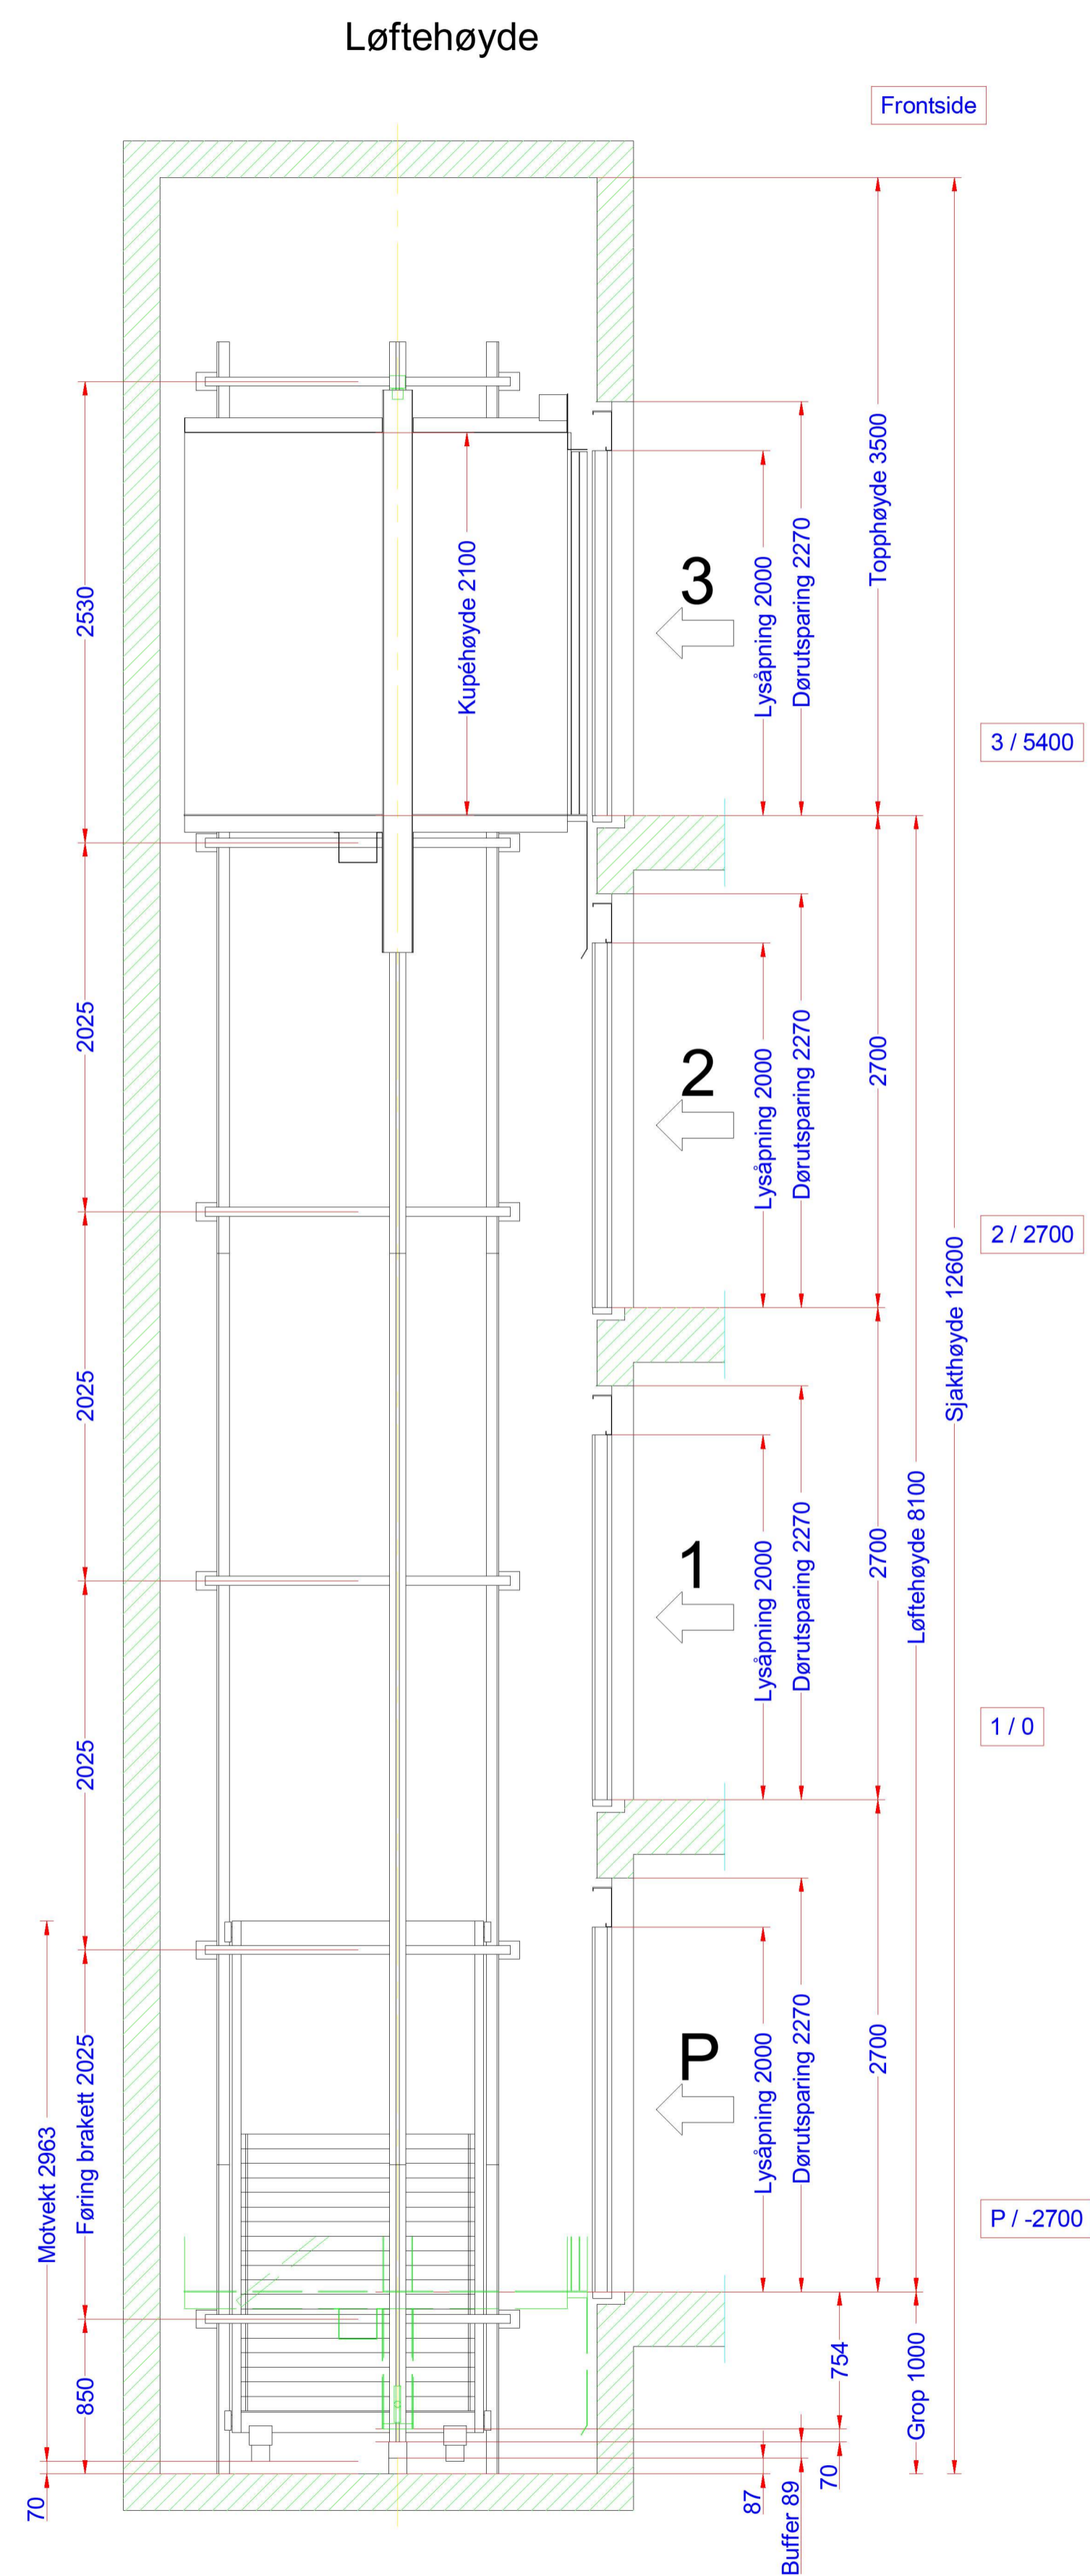 Løftehøyde
Frontside
Topphøyde 3500
Kupéhøyde 2100
2530
3
Lysåpning 2000
Dørutsparing 2270
3 / 5400
2025
2
Lysåpning 2000
Dørutsparing 2270
2700
2 / 2700
Sjakthøyde 12600
2025
1
Lysåpning 2000
Dørutsparing 2270
2700
Løftehøyde 8100
1 / 0
2025
Motvekt 2963
Føring brakett 2025
P
Lysåpning 2000
Dørutsparing 2270
2700
P / -2700
850
754
Grop 1000
70
87
Buffer 89
70